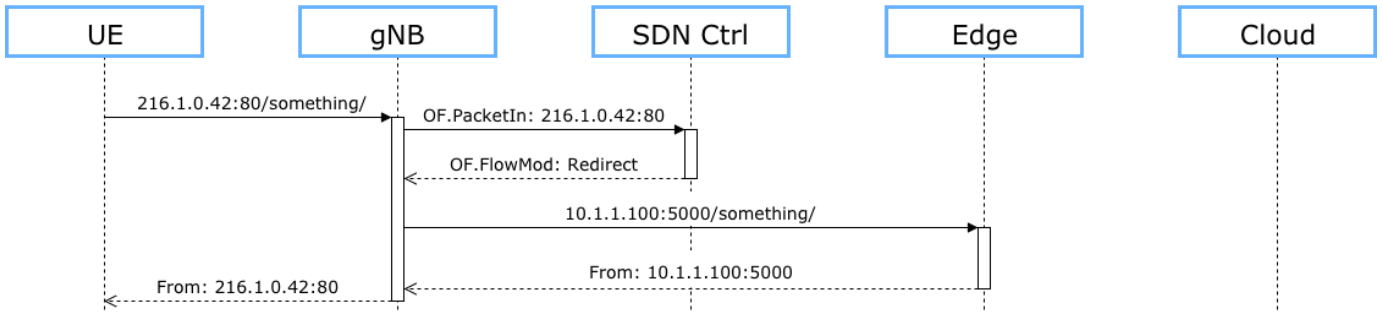 UE
gNB
SDN Ctrl
Edge
Cloud
216.1.0.42:80/something/
OF.PacketIn: 216.1.0.42:80
OF.FlowMod: Redirect
10.1.1.100:5000/something/
From: 10.1.1.100:5000
From: 216.1.0.42:80